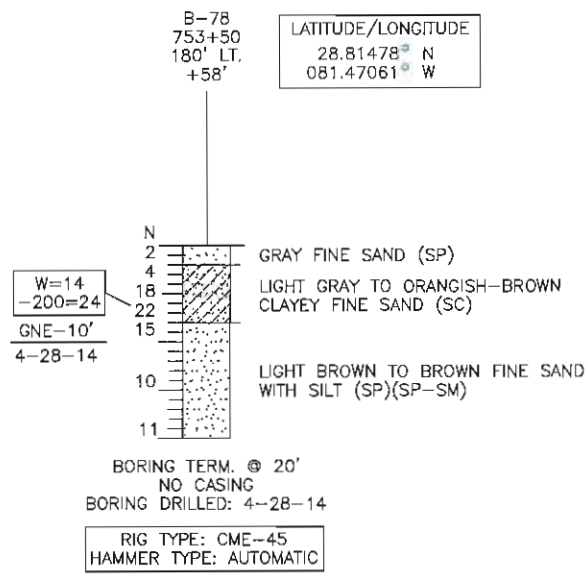 B-78
753+50
180' LT.
+58'
LATITUDE/LONGITUDE
28.81478° N
081.47061° W
N
2
4
18
22
15
10
11
GRAY FINE SAND (SP)
LIGHT GRAY TO ORANGISH-BROWN
CLAYEY FINE SAND (SC)
W=14
-200=24
GNE-10'
4-28-14
LIGHT BROWN TO BROWN FINE SAND
WITH SILT (SP)(SP-SM)
BORING TERM. @ 20'
NO CASING
BORING DRILLED: 4-28-14
RIG TYPE: CME-45
HAMMER TYPE: AUTOMATIC